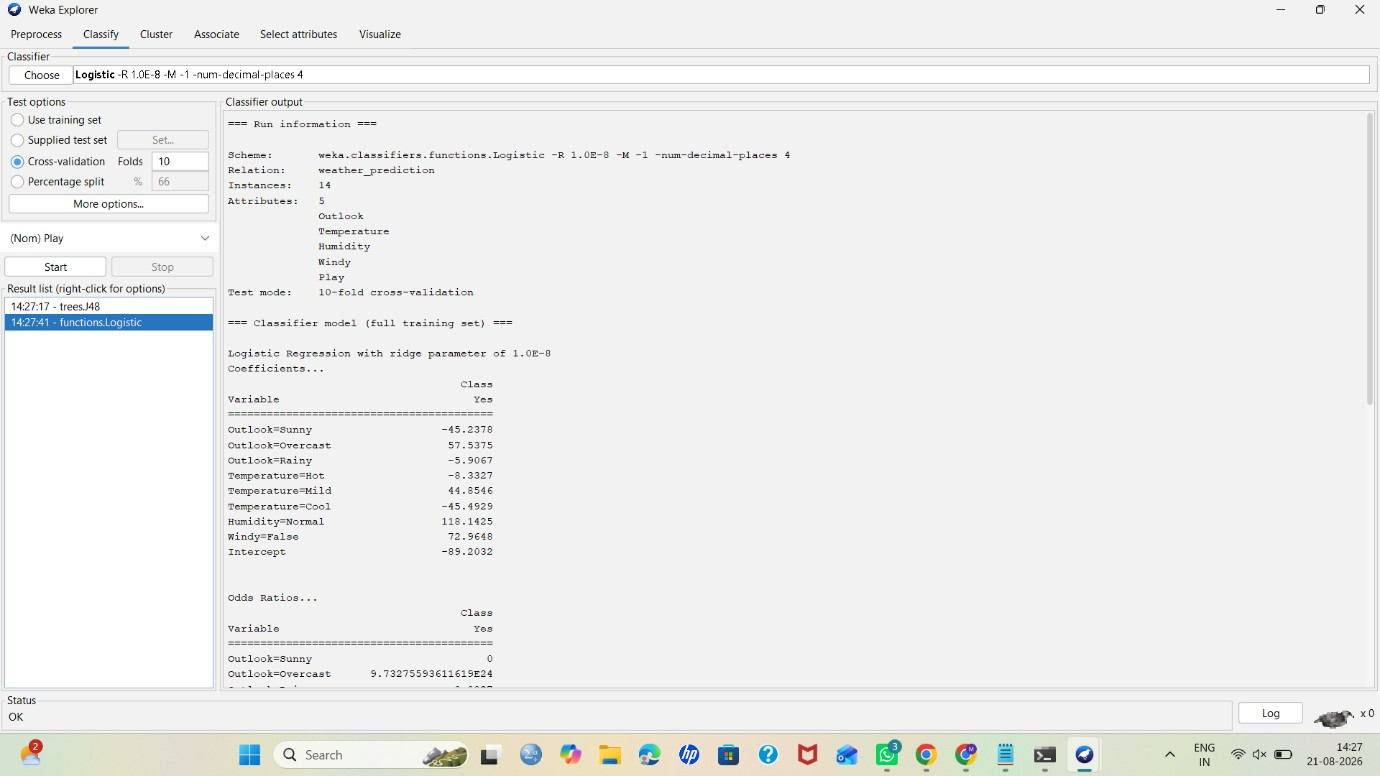 Weka Explorer
Preprocess Classify Cluster Associate Select attributes Visualize
Classifier
Choose Logistic -R 1.0E-8 -M -1 -num-decimal-places 4
Test options
Use training set
Supplied test set Set...
Cross-validation Folds 10
Percentage split % 66
More options...
(Nom) Play
Start Stop
Result list (right-click for options)
14:27:17 - trees.J48
14:27:41 - functions.Logistic
Classifier output
=== Run information ===
Scheme: weka.classifiers.functions.Logistic -R 1.0E-8 -M -1 -num-decimal-places 4
Relation: weather_prediction
Instances: 14
Attributes: 5
Outlook
Temperature
Humidity
Windy
Play
Test mode: 10-fold cross-validation
=== Classifier model (full training set) ===
Logistic Regression with ridge parameter of 1.0E-8
Coefficients...
Class
Variable Yes
=========================================
Outlook=Sunny -45.2378
Outlook=Overcast 57.5375
Outlook=Rainy -5.9067
Temperature=Hot -8.3327
Temperature=Mild 44.8546
Temperature=Cool -45.4929
Humidity=Normal 118.1425
Windy=False 72.9648
Intercept -89.2032
Odds Ratios...
Class
Variable Yes
=========================================
Outlook=Sunny 0
Outlook=Overcast 9.73275593611619E24
Status
OK
Log x 0
2
Search
3
ENG
IN
14:27
21-08-2026